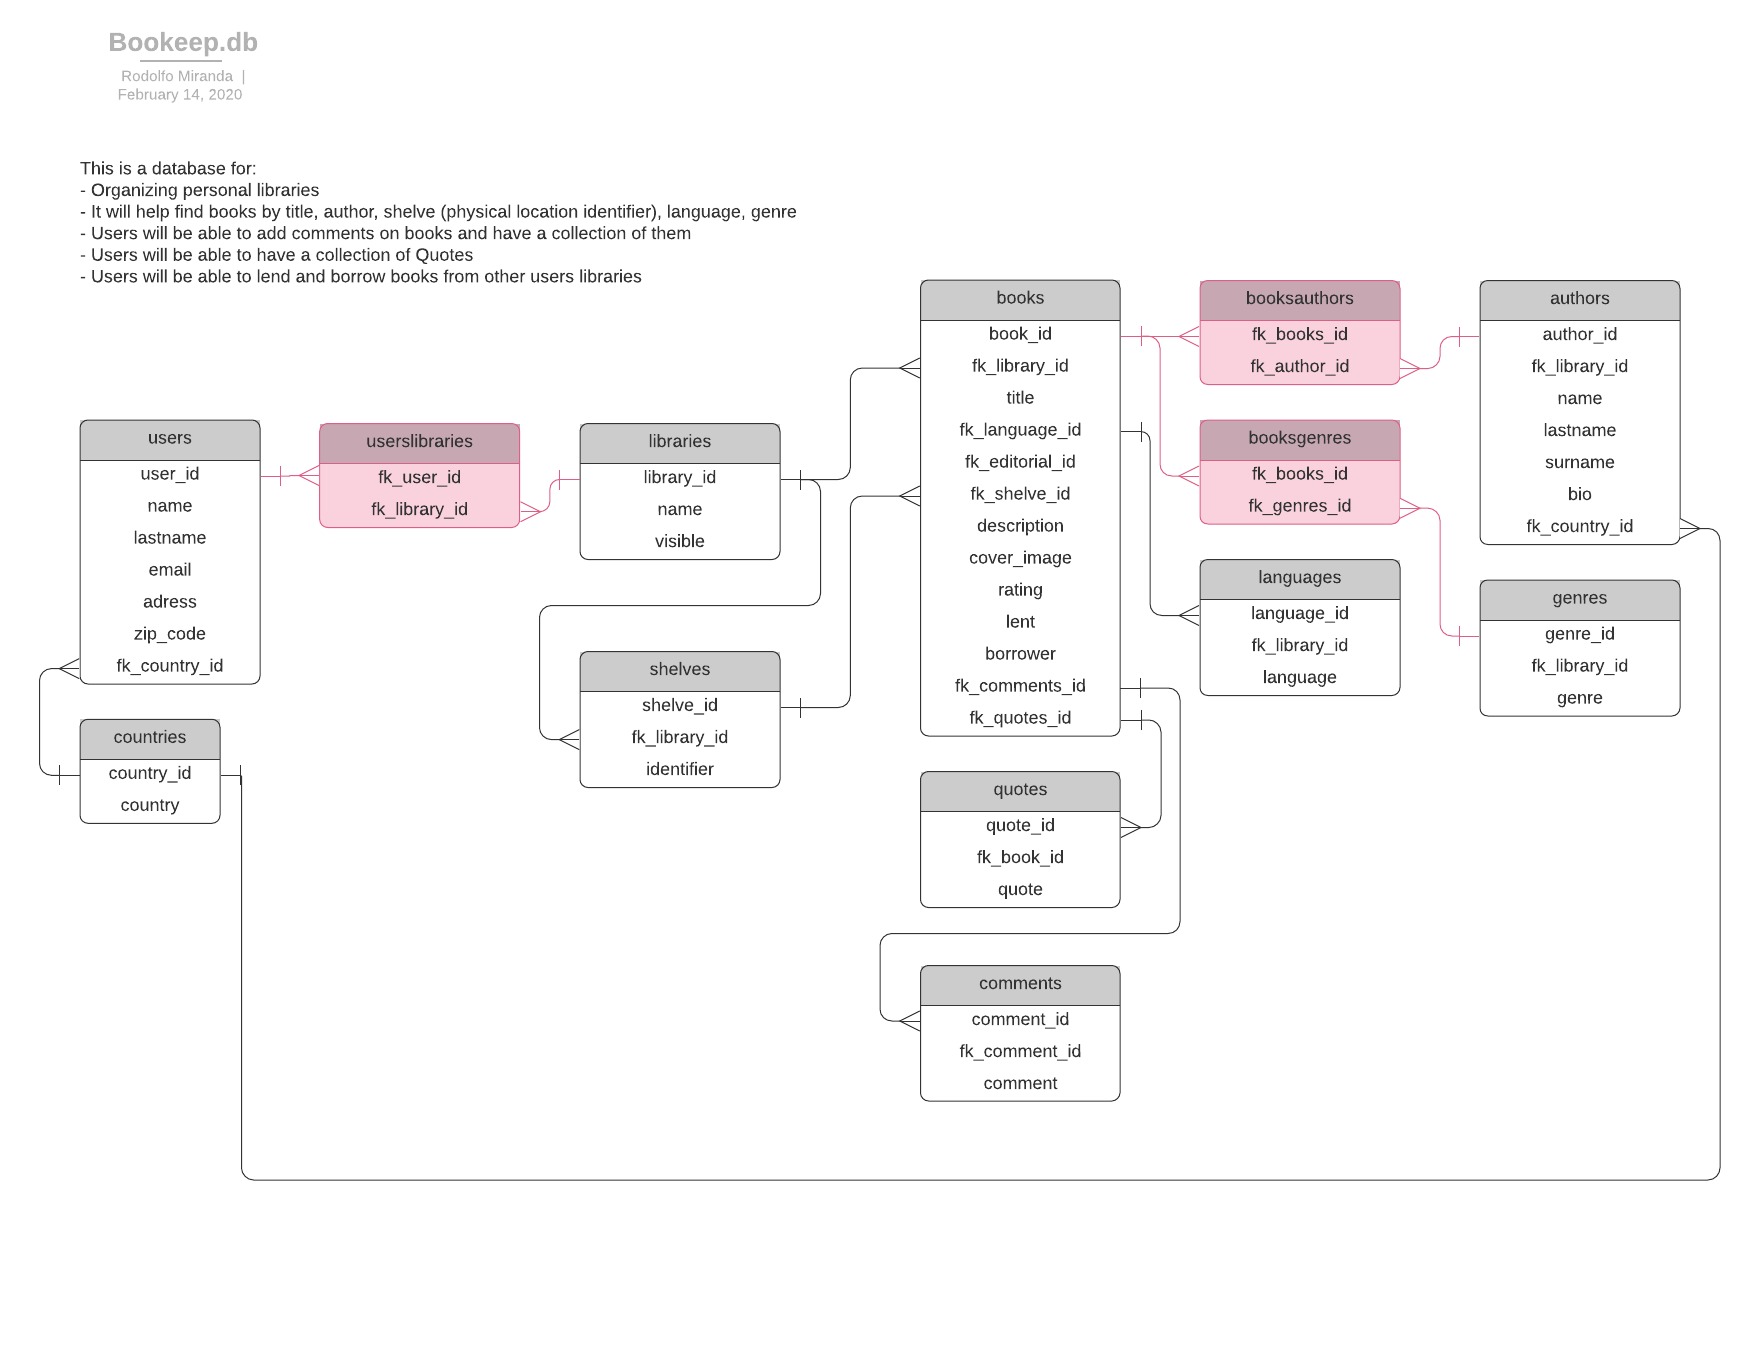 Bookeep.db
Rodolfo Miranda |
February 14, 2020
This is a database for:
- Organizing personal libraries
- It will help find books by title, author, shelve (physical location identifier), language, genre
- Users will be able to add comments on books and have a collection of them
- Users will be able to have a collection of Quotes
- Users will be able to lend and borrow books from other users libraries
users
user_id
name
lastname
email
adress
zip_code
fk_country_id
countries
country_id
country
userslibraries
fk_user_id
fk_library_id
libraries
library_id
name
visible
shelves
shelve_id
fk_library_id
identifier
books
book_id
fk_library_id
title
fk_language_id
fk_editorial_id
fk_shelve_id
description
cover_image
rating
lent
borrower
fk_comments_id
fk_quotes_id
quotes
quote_id
fk_book_id
quote
comments
comment_id
fk_comment_id
comment
booksauthors
fk_books_id
fk_author_id
booksgenres
fk_books_id
fk_genres_id
languages
language_id
fk_library_id
language
authors
author_id
fk_library_id
name
lastname
surname
bio
fk_country_id
genres
genre_id
fk_library_id
genre